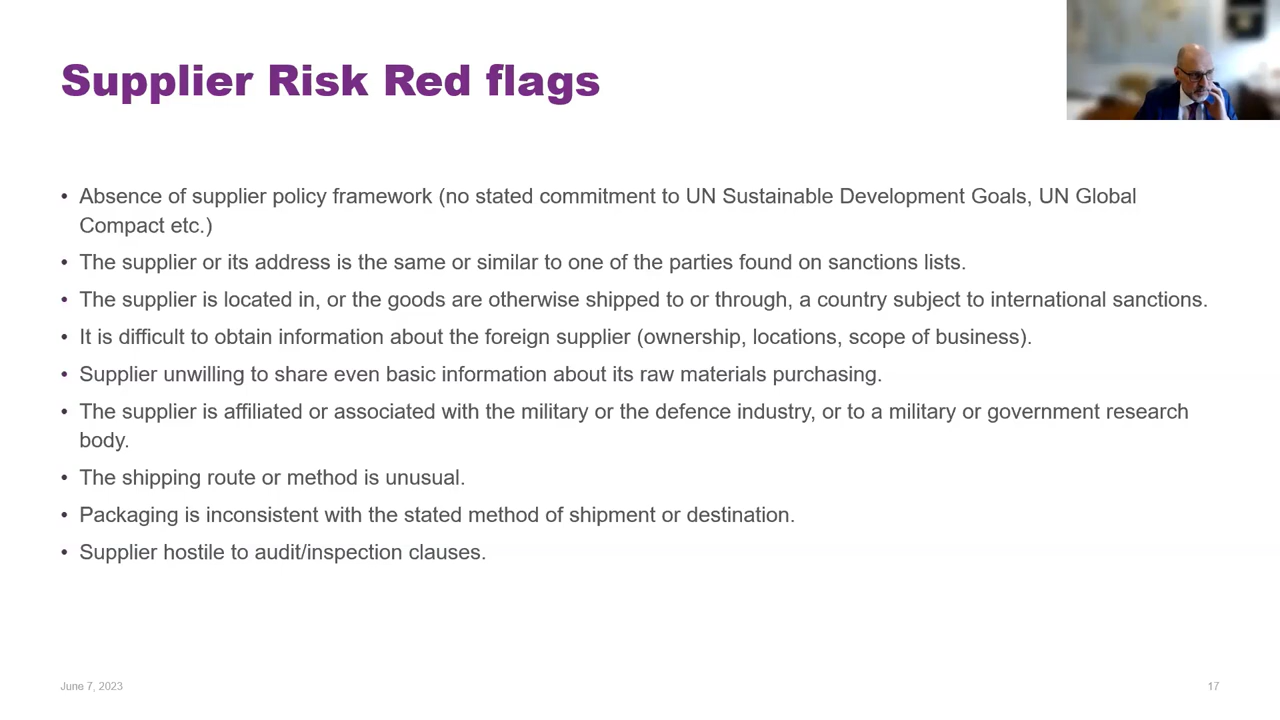 Supplier Risk Red flags
• Absence of supplier policy framework (no stated commitment to UN Sustainable Development Goals, UN Global
Compact etc.)
• The supplier or its address is the same or similar to one of the parties found on sanctions lists.
• The supplier is located in, or the goods are otherwise shipped to or through, a country subject to international sanctions.
• It is difficult to obtain information about the foreign supplier (ownership, locations, scope of business).
• Supplier unwilling to share even basic information about its raw materials purchasing.
• The supplier is affiliated or associated with the military or the defence industry, or to a military or government research
body.
• The shipping route or method is unusual.
• Packaging is inconsistent with the stated method of shipment or destination.
• Supplier hostile to audit/inspection clauses.
June 7, 2023
17